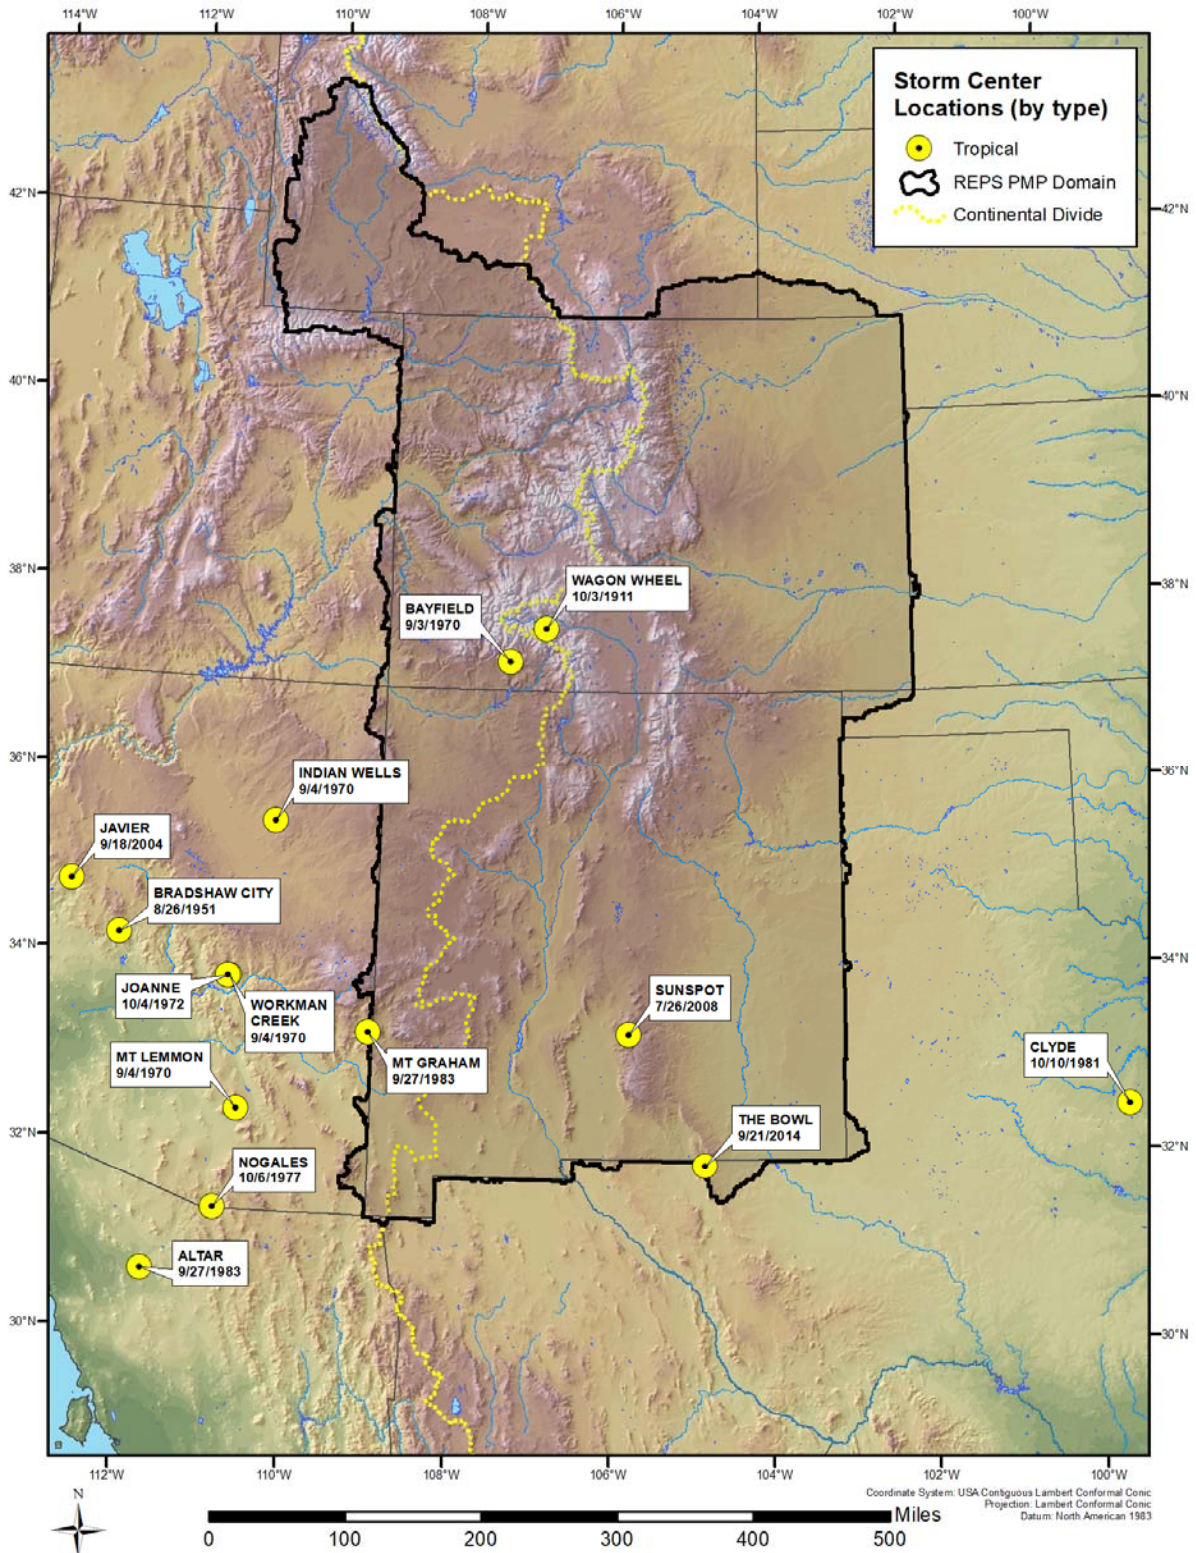 114°W 112°W 110°W 108°W 106°W 104°W 102°W 100°W
Storm Center
Locations (by type)
Tropical
REPS PMP Domain
Continental Divide
42°N
42°N
40°N
40°N
38°N
38°N
WAGON WHEEL
10/3/1911
BAYFIELD
9/3/1970
36°N
36°N
INDIAN WELLS
9/4/1970
JAVIER
9/18/2004
BRADSHAW CITY
8/26/1951
34°N
34°N
JOANNE
10/4/1972
WORKMAN
CREEK
9/4/1970
SUNSPOT
7/26/2008
MT LEMMON
9/4/1970
MT GRAHAM
9/27/1983
CLYDE
10/10/1981
THE BOWL
9/21/2014
32°N
32°N
NOGALES
10/6/1977
ALTAR
9/27/1983
30°N
30°N
112°W 110°W 108°W 106°W 104°W 102°W 100°W
Coordinate System: USA Contiguous Lambert Conformal Conic
Projection: Lambert Conformal Conic
Datum: North American 1983
N
Miles
0 100 200 300 400 500